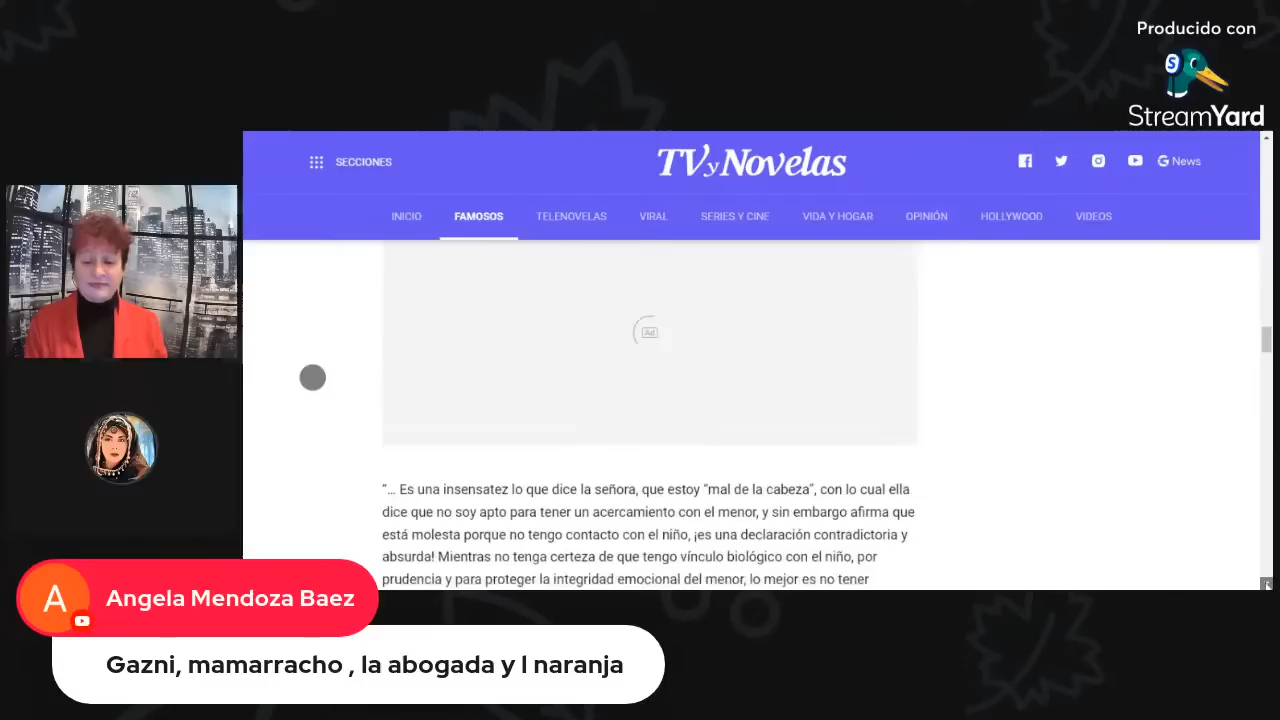 Producido con
StreamYard
SECCIONES
TVyNovelas
G News
INICIO
FAMOSOS
TELENOVELAS
VIRAL
SERIES Y CINE
VIDA Y HOGAR
OPINIÓN
HOLLYWOOD
VIDEOS
Ad
“... Es una insensatez lo que dice la señora, que estoy “mal de la cabeza”, con lo cual ella
dice que no soy apto para tener un acercamiento con el menor, y sin embargo afirma que
está molesta porque no tengo contacto con el niño, ¡es una declaración contradictoria y
absurda! Mientras no tenga certeza de que tengo vínculo biológico con el niño, por
prudencia y para proteger la integridad emocional del menor, lo mejor es no tener
A
Angela Mendoza Baez
Gazni, mamarracho , la abogada y l naranja